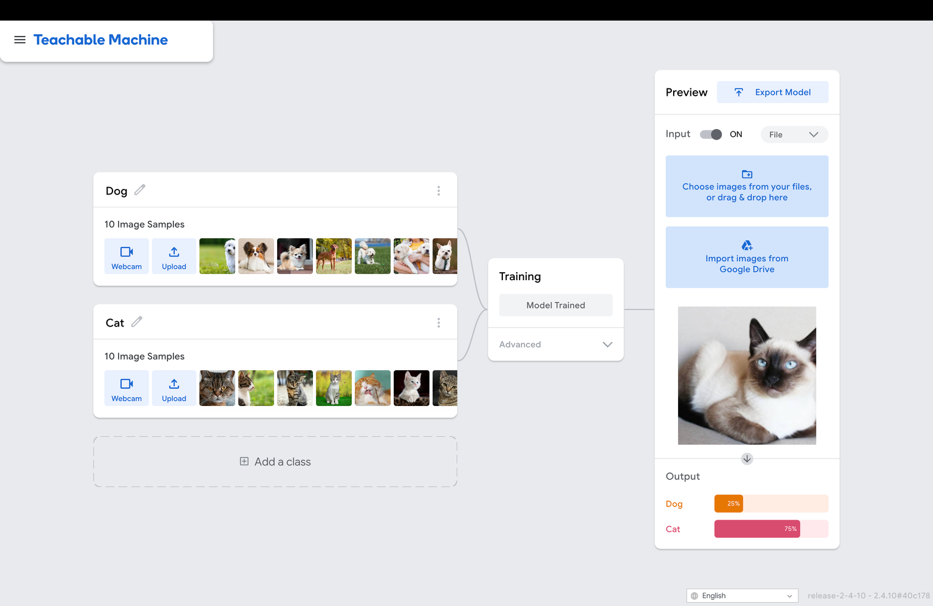 Teachable Machine
Preview
Export Model
Input
ON
File
Choose images from your files,
or drag & drop here
Import images from
Google Drive
Dog
10 Image Samples
Webcam
Upload
Training
Model Trained
Advanced
Cat
10 Image Samples
Webcam
Upload
Add a class
Output
Dog
25%
Cat
75%
English
release-2-4-10 - 2.4.10#40c178